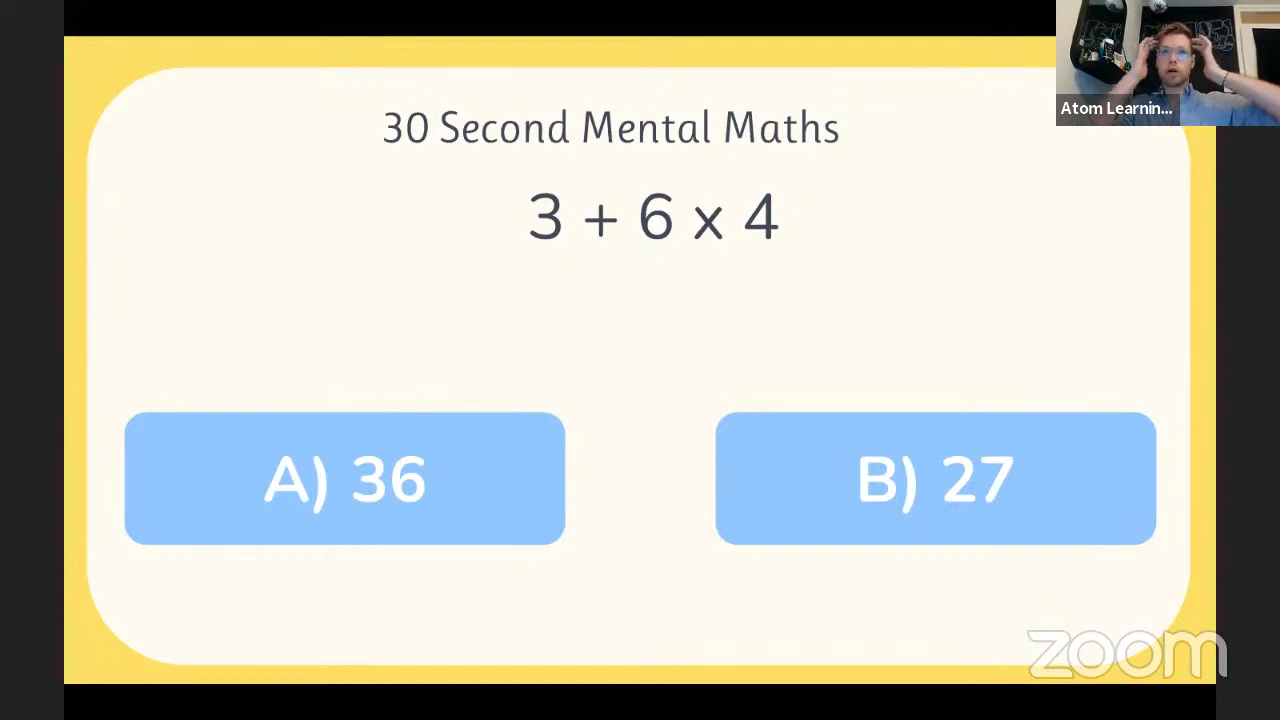 30 Second Mental Maths
3 + 6 x 4
A) 36
B) 27
Atom Learnin...
zoom